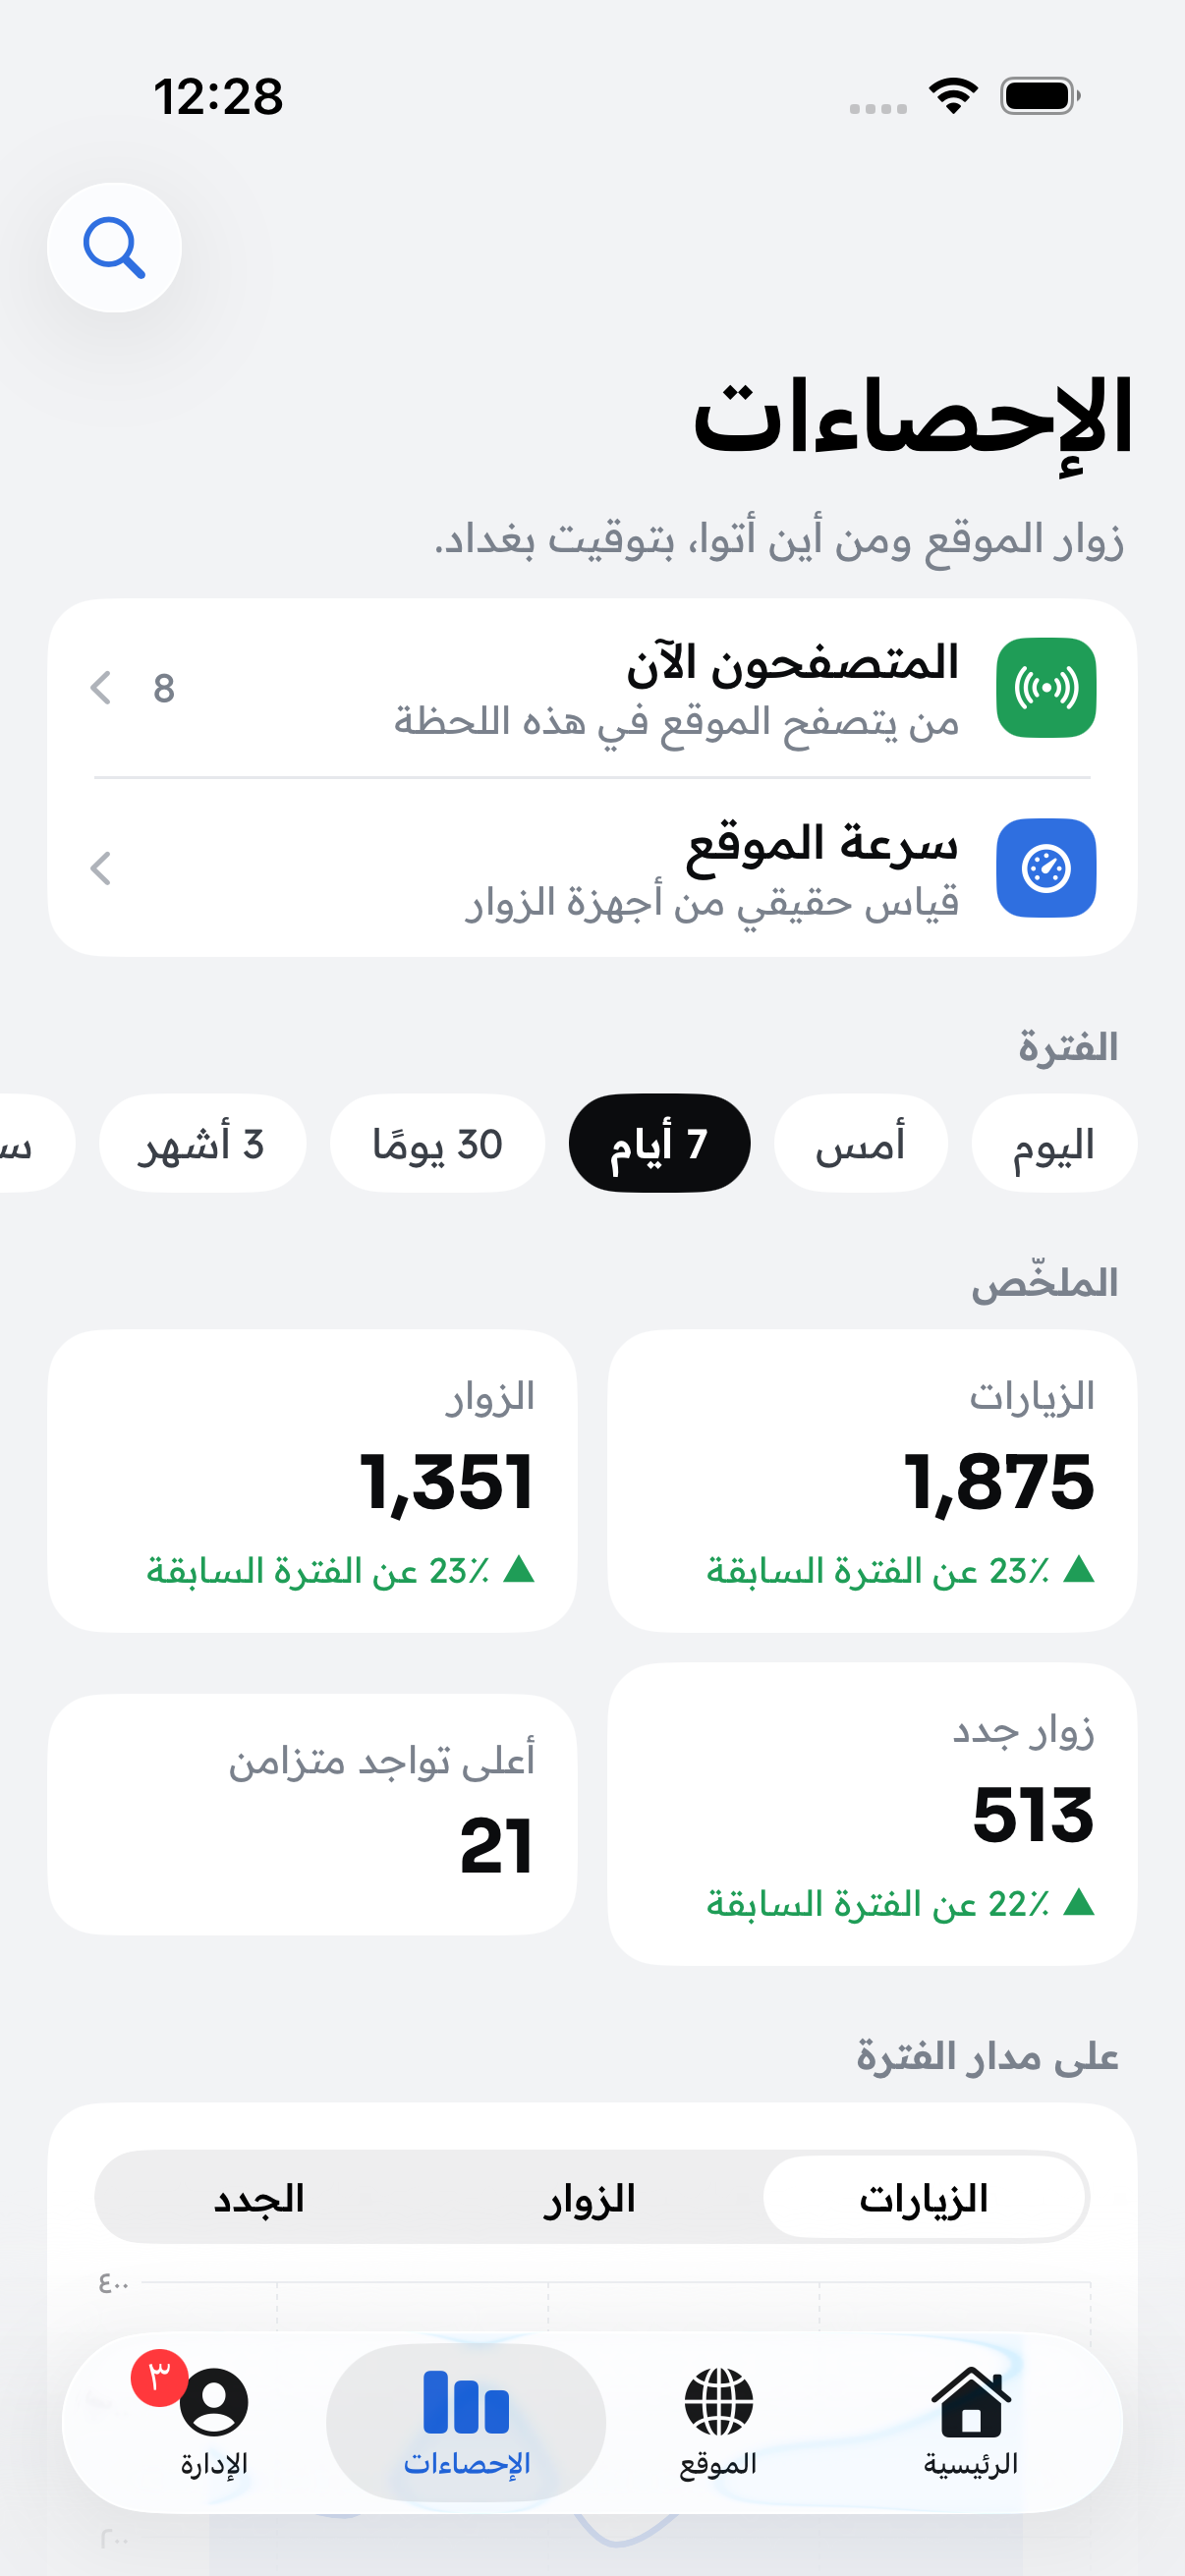 12:28
الإحصاءات
زوار الموقع ومن أين أتوا، بتوقيت بغداد.
المتصفحون الآن
من يتصفح الموقع في هذه اللحظة
8
سرعة الموقع
قياس حقيقي من أجهزة الزوار
الفترة
اليوم
أمس
7 أيام
30 يومًا
3 أشهر
الملخّص
الزيارات
1,875
▲ 23٪ عن الفترة السابقة
الزوار
1,351
▲ 23٪ عن الفترة السابقة
زوار جدد
513
▲ 22٪ عن الفترة السابقة
أعلى تواجد متزامن
21
على مدار الفترة
الزيارات
الزوار
الجدد
٤٠٠
الرئيسية
الموقع
الإحصاءات
الإدارة
٣
٢٠٠